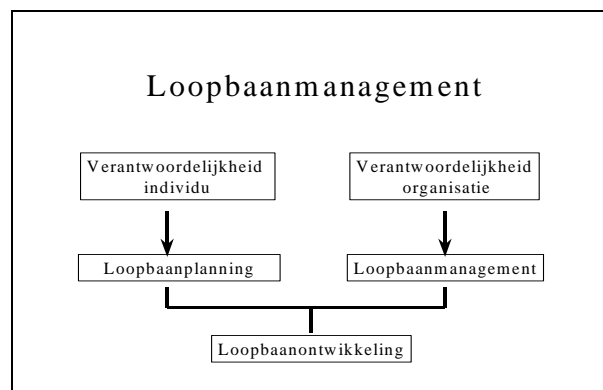 Loopbaanmanagement
Verantwoordelijkheid
individu
Verantwoordelijkheid
organisatie
Loopbaanplanning
Loopbaanmanagement
Loopbaanontwikkeling